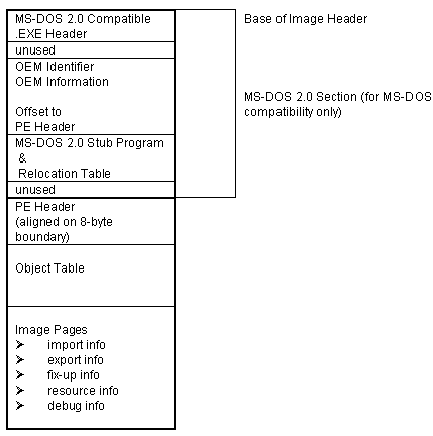 MS-DOS 2.0 Compatible
.EXE Header
unused
OEM Identifier
OEM Information
Offset to
PE Header
MS-DOS 2.0 Stub Program
&
Relocation Table
unused
PE Header
(aligned on 8-byte
boundary)
Object Table
Image Pages
➢ import info
➢ export info
➢ fix-up info
➢ resource info
➢ debug info
Base of Image Header
MS-DOS 2.0 Section (for MS-DOS
compatibility only)